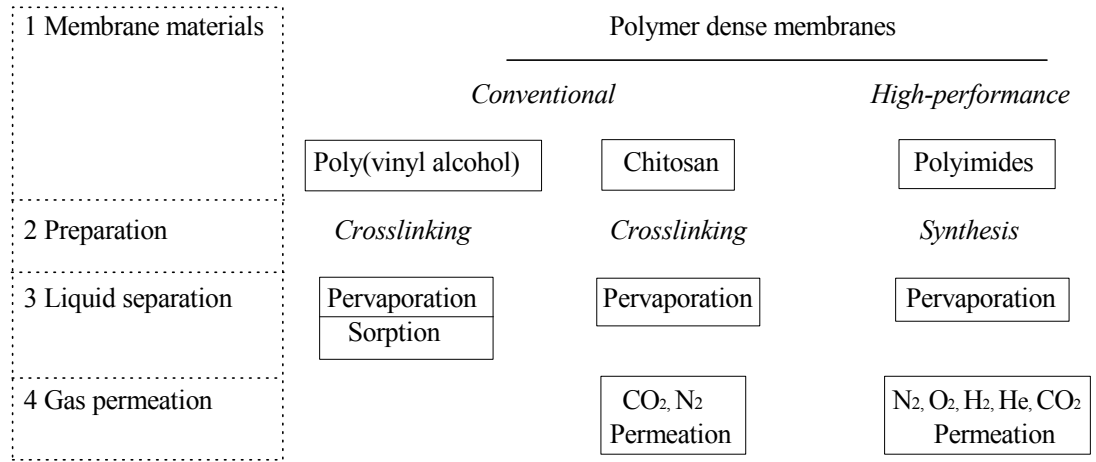 1 Membrane materials
Polymer dense membranes
Conventional
High-performance
Poly(vinyl alcohol)
Chitosan
Polyimides
2 Preparation
Crosslinking
Crosslinking
Synthesis
3 Liquid separation
Pervaporation
Sorption
Pervaporation
Pervaporation
4 Gas permeation
CO2, N2
Permeation
N2, O2, H2, He, CO2
Permeation